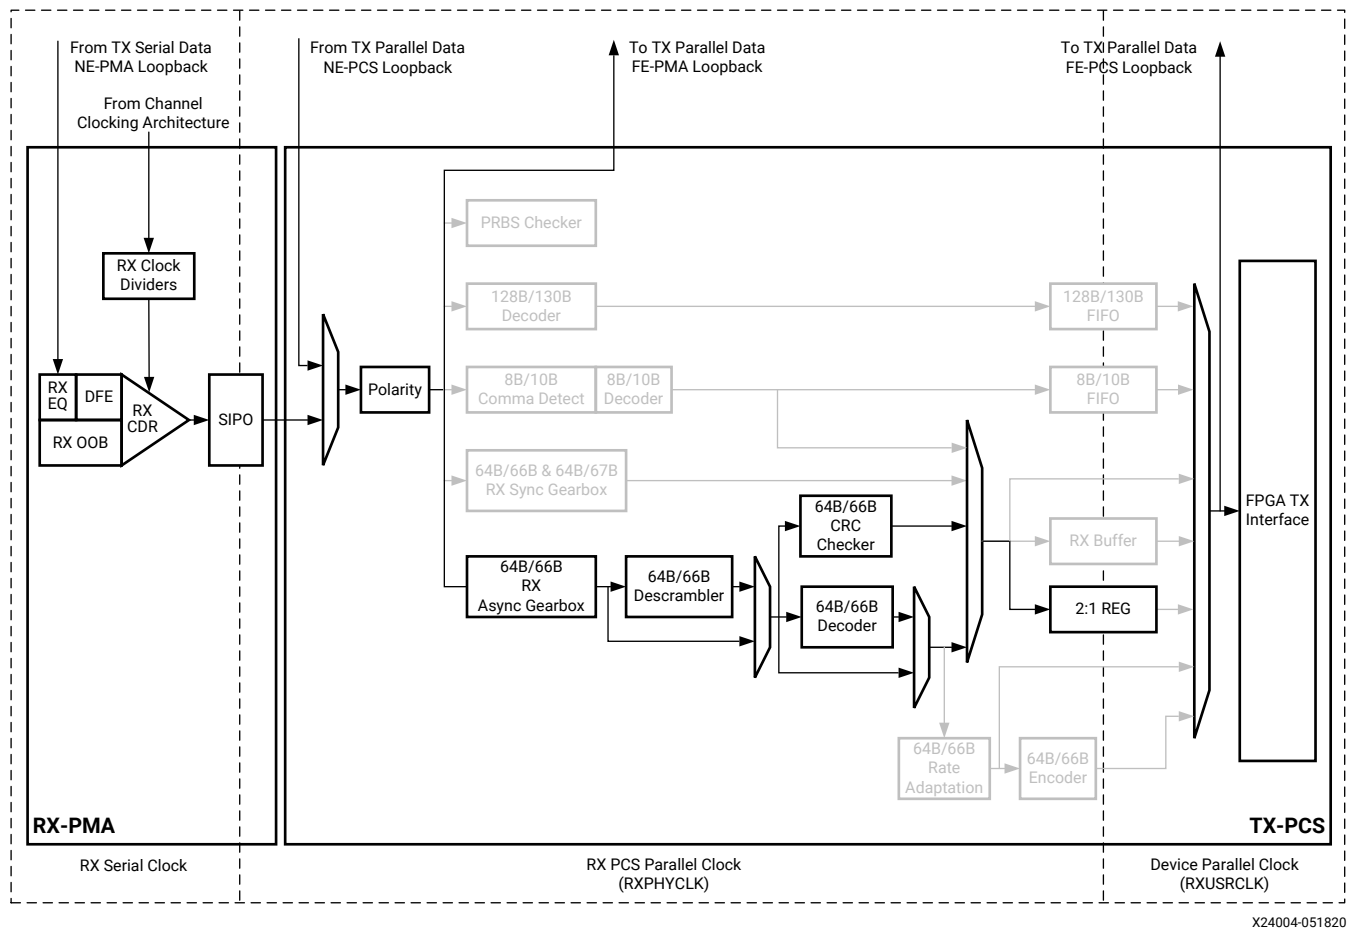 From TX Serial Data
NE-PMA Loopback
From TX Parallel Data
NE-PCS Loopback
To TX Parallel Data
FE-PMA Loopback
To TX Parallel Data
FE-PCS Loopback
From Channel
Clocking Architecture
RX Clock
Dividers
RX
EQ
DFE
RX
CDR
RX OOB
SIPO
Polarity
PRBS Checker
128B/130B
Decoder
128B/130B
FIFO
8B/10B
Comma Detect
8B/10B
Decoder
8B/10B
FIFO
64B/66B & 64B/67B
RX Sync Gearbox
64B/66B
CRC
Checker
RX Buffer
FPGA TX
Interface
64B/66B
RX
Async Gearbox
64B/66B
Descrambler
64B/66B
Decoder
2:1 REG
64B/66B
Rate
Adaptation
64B/66B
Encoder
RX-PMA
TX-PCS
RX Serial Clock
RX PCS Parallel Clock
(RXPHYCLK)
Device Parallel Clock
(RXUSRCLK)
X24004-051820